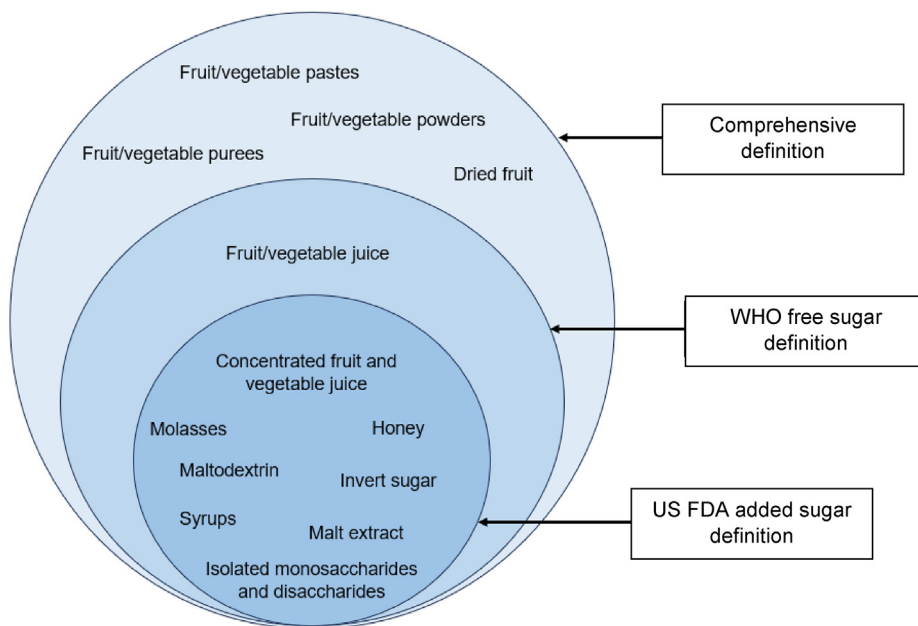 Fruit/vegetable pastes
Fruit/vegetable powders
Fruit/vegetable purees
Dried fruit
Comprehensive
definition
Fruit/vegetable juice
WHO free sugar
definition
Concentrated fruit and
vegetable juice
Molasses
Honey
Maltodextrin
Invert sugar
Syrups
Malt extract
Isolated monosaccharides
and disaccharides
US FDA added sugar
definition